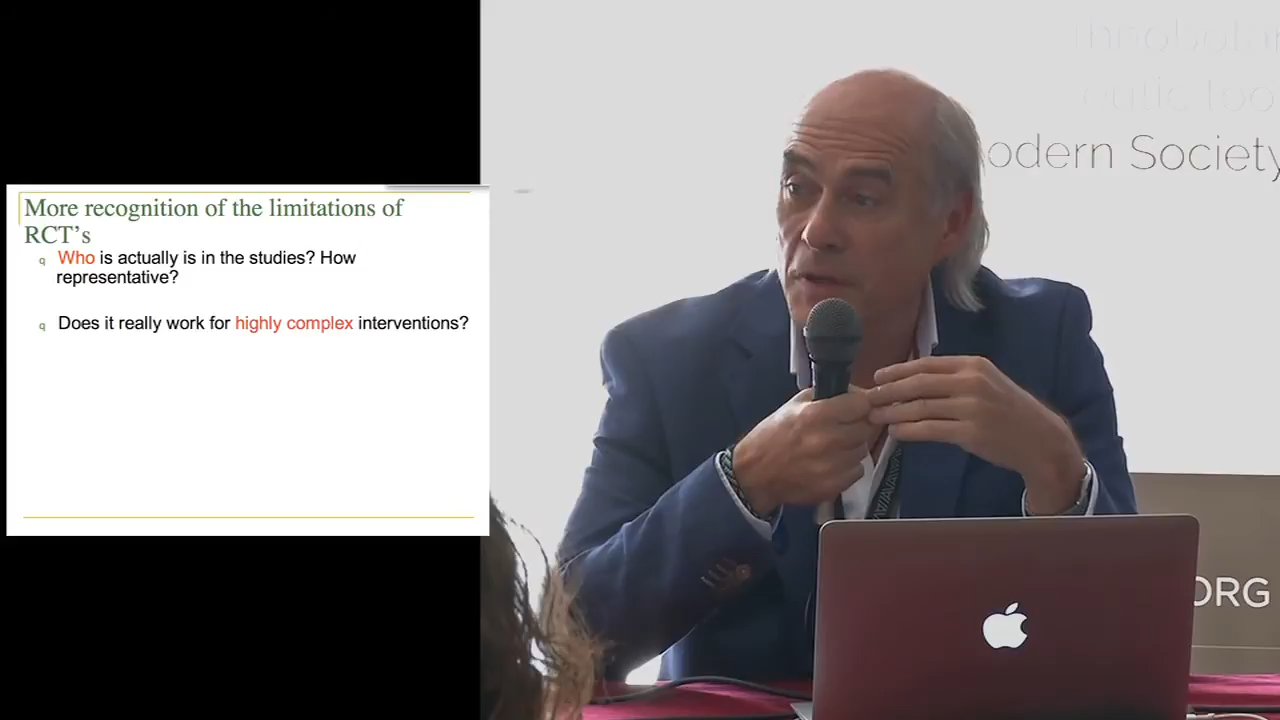 More recognition of the limitations of
RCT’s
q Who is actually is in the studies? How
representative?
q Does it really work for highly complex interventions?
odern Society
ORG